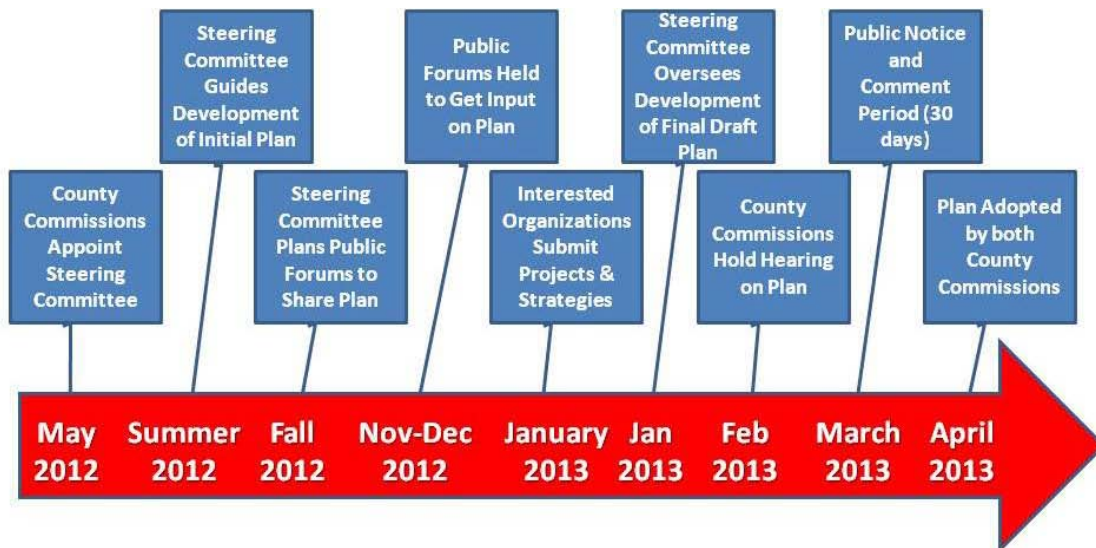 Steering
Committee
Guides
Development
of Initial Plan
Public
Forums Held
to Get Input
on Plan
Steering
Committee
Oversees
Development
of Final Draft
Plan
Public Notice
and
Comment
Period (30
days)
County
Commissions
Appoint
Steering
Committee
Steering
Committee
Plans Public
Forums to
Share Plan
Interested
Organizations
Submit
Projects &
Strategies
County
Commissions
Hold Hearing
on Plan
Plan Adopted
by both
County
Commissions
May
2012
Summer
2012
Fall
2012
Nov-Dec
2012
January
2013
Jan
2013
Feb
2013
March
2013
April
2013